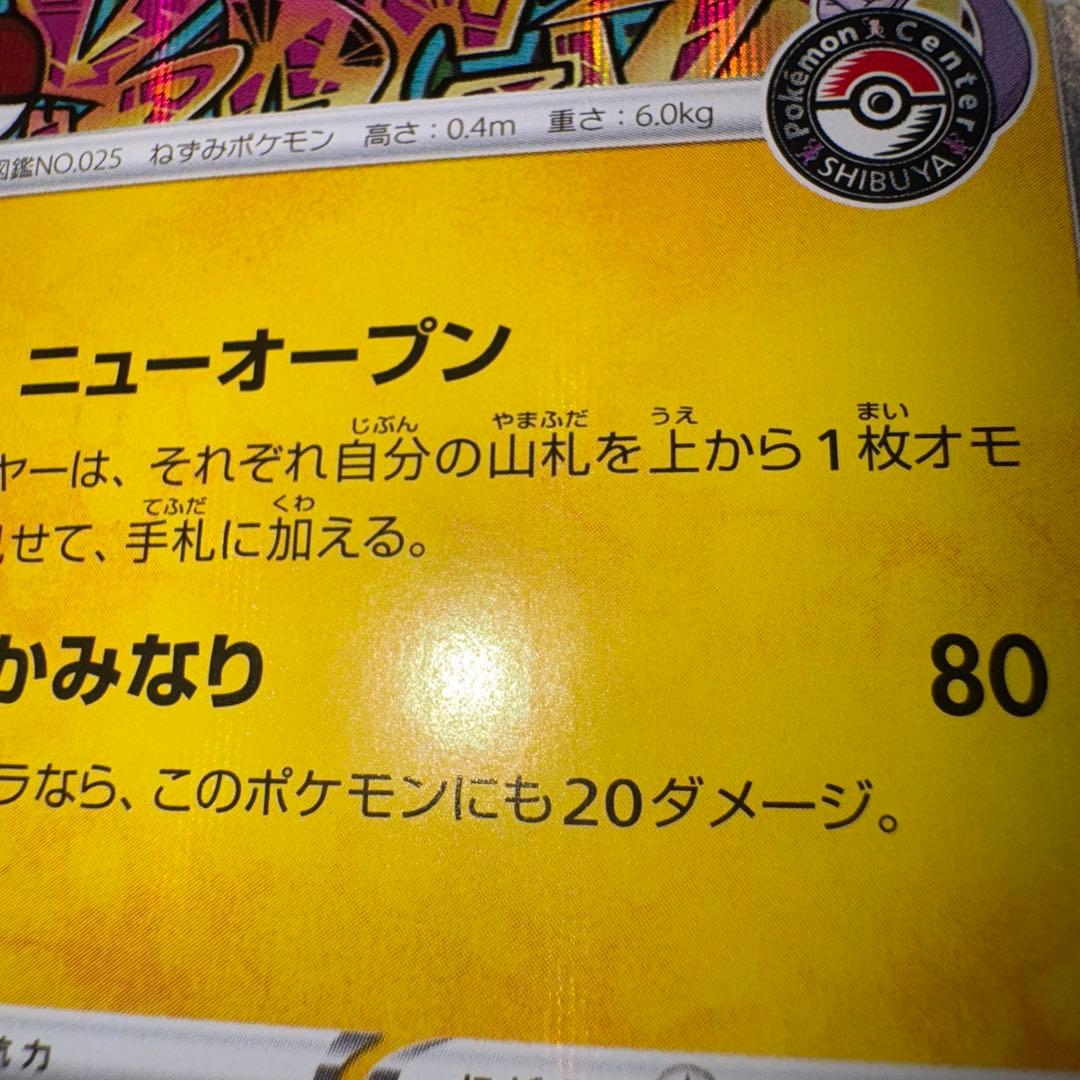 Pokémon Center
SHIBUYA
図鑑NO.025 ねずみポケモン 高さ：0.4m 重さ：6.0kg
ニューオープン
じぶん やまふだ うえ まい
ヤーは、それぞれ自分の山札を上から1枚オモ
てふだ くわ
見せて、手札に加える。
かみなり 80
ラなら、このポケモンにも20ダメージ。
抗力